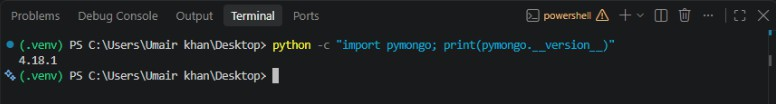 Problems Debug Console Output Terminal Ports powershell
(.venv) PS C:\Users\Umair khan\Desktop> python -c "import pymongo; print(pymongo.__version__)"
4.18.1
(.venv) PS C:\Users\Umair khan\Desktop>